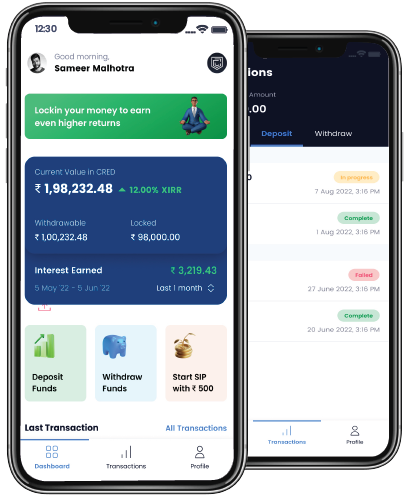 12:30
Good morning,
Sameer Malhotra
Lockin your money to earn
even higher returns
Current Value in CRED
₹ 1,98,232.48 12.00% XIRR
Withdrawable Locked
₹ 1,00,232.48 ₹ 98,000.00
Interest Earned ₹ 3,219.43
5 May '22 - 5 Jun '22 Last 1 month
Deposit
Funds
Withdraw
Funds
Start SIP
with ₹ 500
Last Transaction All Transactions
Dashboard Transactions Profile
Amount
Deposit Withdraw
In progress
7 Aug 2022, 3:16 PM
Complete
1 Aug 2022, 3:16 PM
Failed
27 June 2022, 3:16 PM
Complete
20 June 2022, 3:16 PM
Transactions Profile